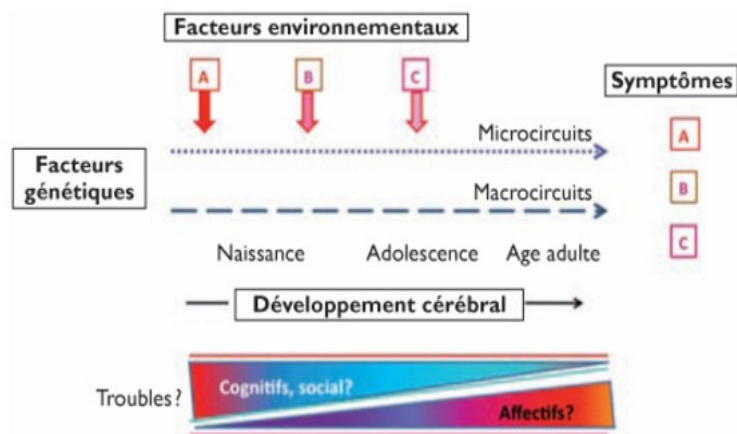 Facteurs environnementaux
A
B
C
Symptômes
Microcircuits
A
Facteurs
génétiques
Macrocircuits
B
C
Naissance
Adolescence
Age adulte
Développement cérébral
Troubles?
Cognitifs, social?
Affectifs?